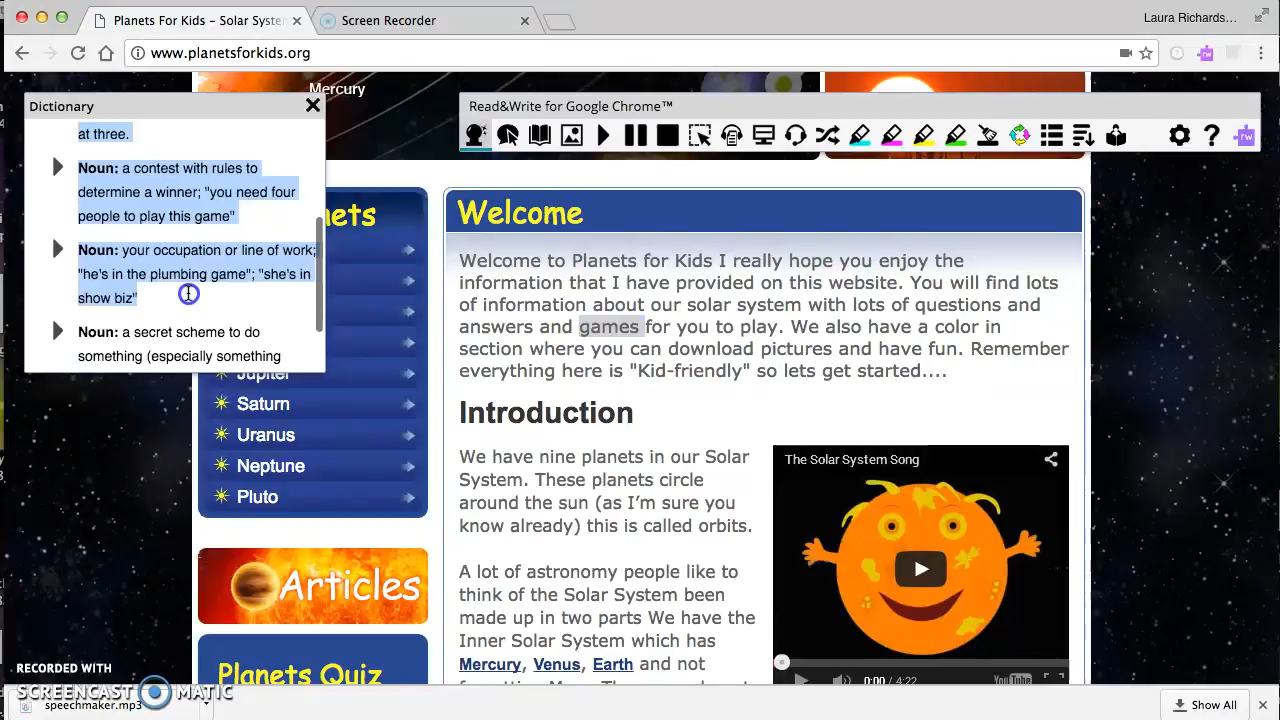 Planets For Kids – Solar System
Screen Recorder
Laura Richards...
www.planetsforkids.org
Mercury
Dictionary
at three.
Noun: a contest with rules to
determine a winner; "you need four
people to play this game"
Noun: your occupation or line of work;
"he's in the plumbing game"; "she's in
show biz"
Noun: a secret scheme to do
something (especially something
Read&Write for Google Chrome™
rw
rw
nets
Jupiter
Saturn
Uranus
Neptune
Pluto
Articles
Planets Quiz
Welcome
Welcome to Planets for Kids I really hope you enjoy the
information that I have provided on this website. You will find lots
of information about our solar system with lots of questions and
answers and games for you to play. We also have a color in
section where you can download pictures and have fun. Remember
everything here is "Kid-friendly" so lets get started....
Introduction
We have nine planets in our Solar
System. These planets circle
around the sun (as I'm sure you
know already) this is called orbits.
A lot of astronomy people like to
think of the Solar System been
made up in two parts We have the
Inner Solar System which has
Mercury, Venus, Earth and not
The Solar System Song
0:00 / 4:22
YouTube
RECORDED WITH
SCREENCAST MATIC
speechmaker.mp3
Show All